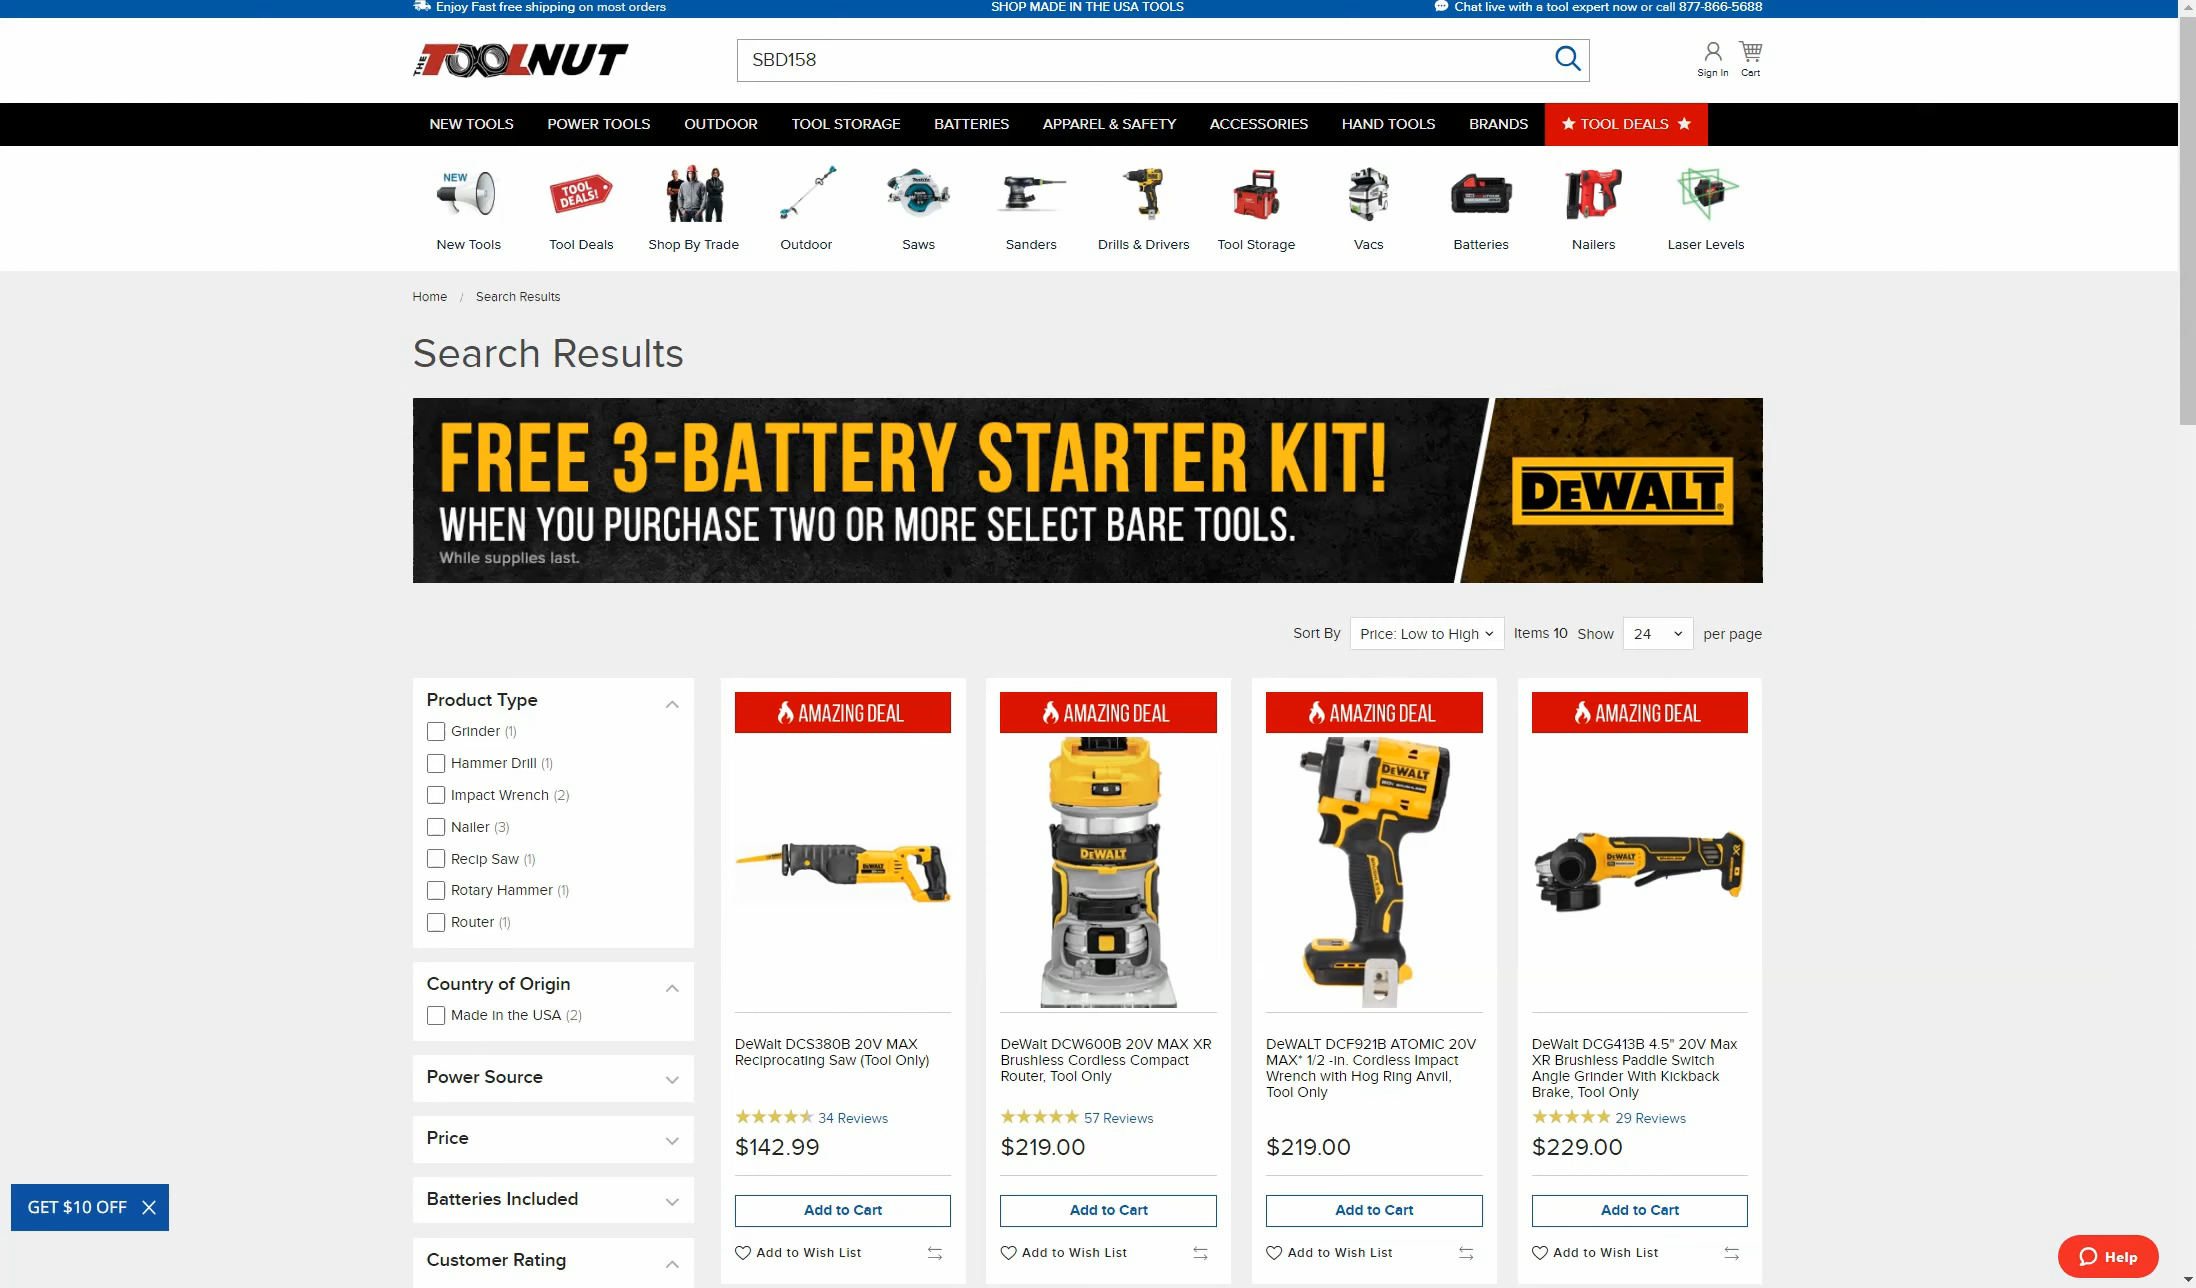 Enjoy Fast free shipping on most orders
SHOP MADE IN THE USA TOOLS
Chat live with a tool expert now or call 877-866-5688
THE TOOLNUT
SBD158
Sign In
Cart
NEW TOOLS
POWER TOOLS
OUTDOOR
TOOL STORAGE
BATTERIES
APPAREL & SAFETY
ACCESSORIES
HAND TOOLS
BRANDS
TOOL DEALS
NEW
TOOL DEALS!
New Tools
Tool Deals
Shop By Trade
Outdoor
Saws
Sanders
Drills & Drivers
Tool Storage
Vacs
Batteries
Nailers
Laser Levels
Home / Search Results
Search Results
FREE 3-BATTERY STARTER KIT!
WHEN YOU PURCHASE TWO OR MORE SELECT BARE TOOLS.
While supplies last.
DEWALT
Sort By
Price: Low to High
Items 10
Show
24
per page
Product Type
Grinder (1)
Hammer Drill (1)
Impact Wrench (2)
Nailer (3)
Recip Saw (1)
Rotary Hammer (1)
Router (1)
Country of Origin
Made in the USA (2)
Power Source
Price
Batteries Included
Customer Rating
AMAZING DEAL
DEWALT
DeWalt DCS380B 20V MAX
Reciprocating Saw (Tool Only)
34 Reviews
$142.99
Add to Cart
Add to Wish List
AMAZING DEAL
DEWALT
DeWalt DCW600B 20V MAX XR
Brushless Cordless Compact
Router, Tool Only
57 Reviews
$219.00
Add to Cart
Add to Wish List
AMAZING DEAL
DEWALT
DeWALT DCF921B ATOMIC 20V
MAX* 1/2 -in. Cordless Impact
Wrench with Hog Ring Anvil,
Tool Only
$219.00
Add to Cart
Add to Wish List
AMAZING DEAL
DEWALT
XR
DeWalt DCG413B 4.5" 20V Max
XR Brushless Paddle Switch
Angle Grinder With Kickback
Brake, Tool Only
29 Reviews
$229.00
Add to Cart
Add to Wish List
GET $10 OFF
Help